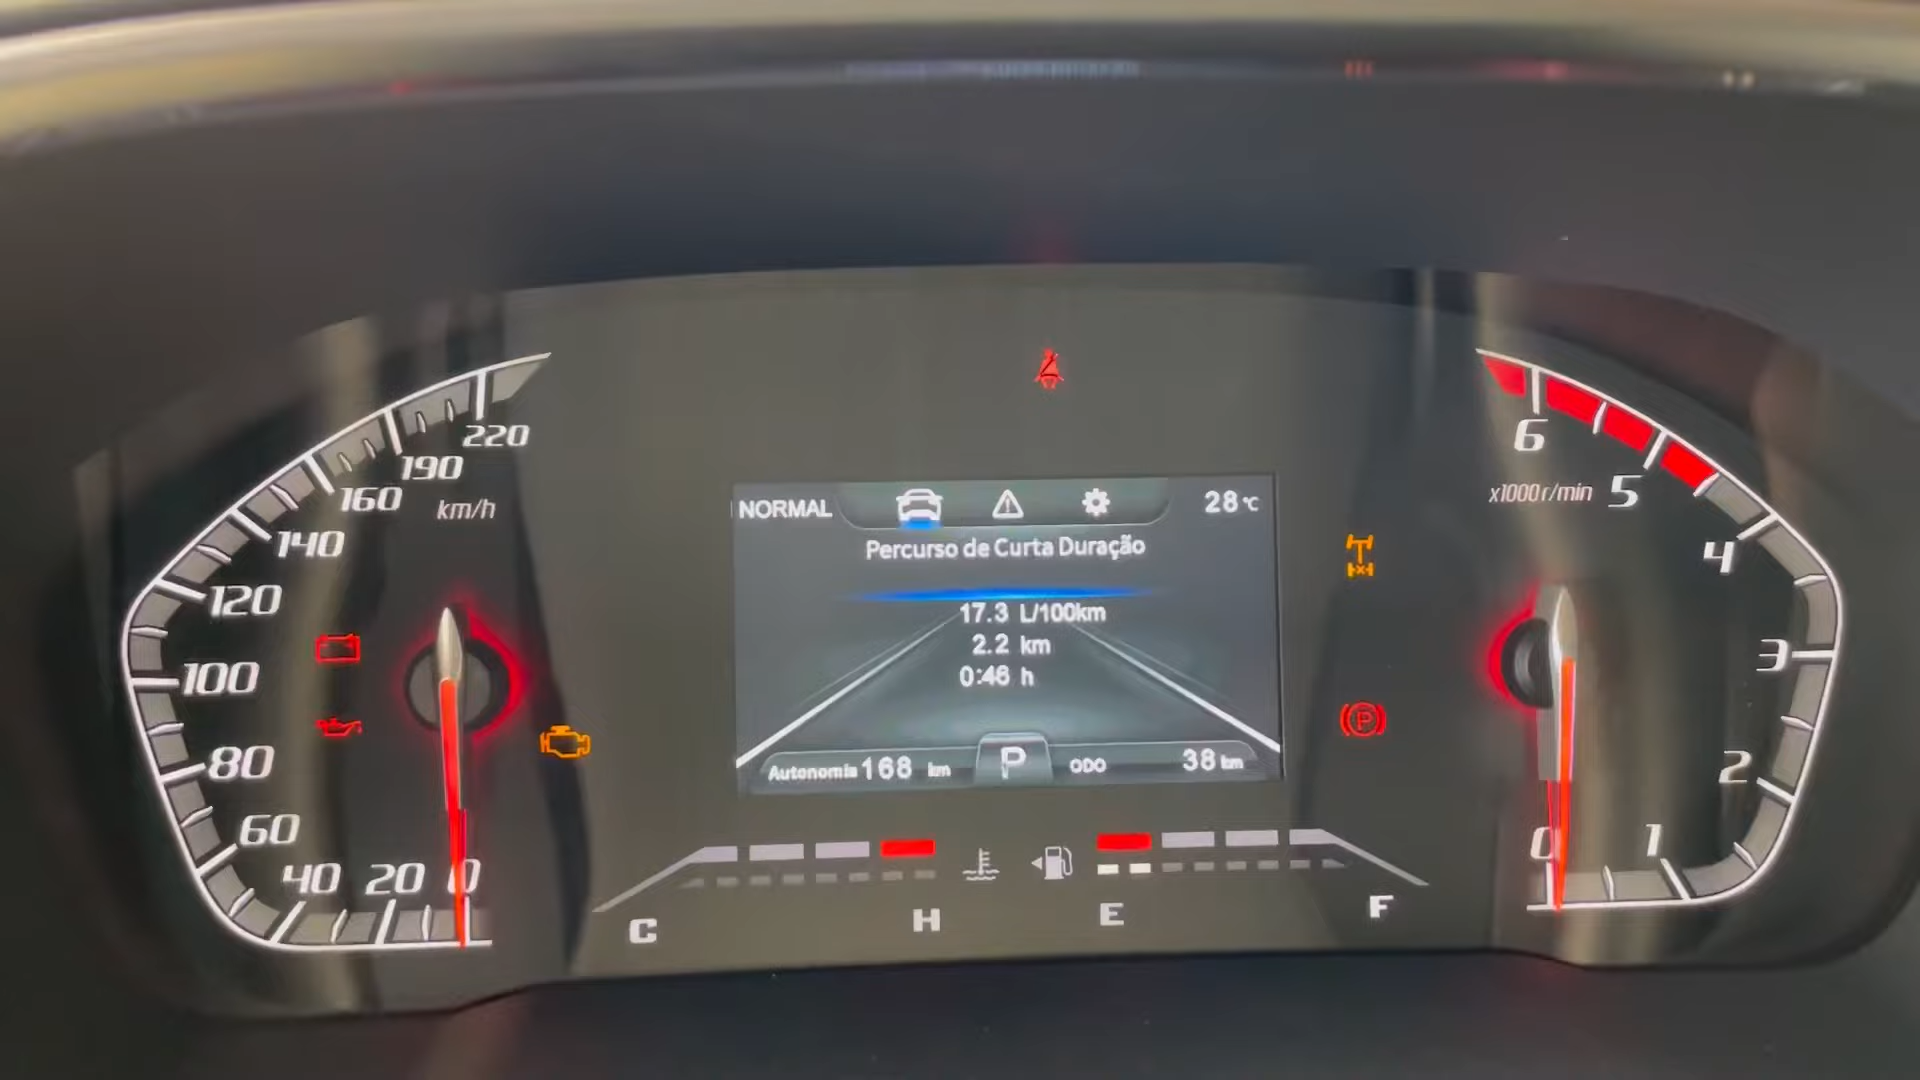 220
190
160
km/h
140
120
100
80
60
40 20 0
NORMAL
28°C
Percurso de Curta Duração
17.3 L/100km
2.2 km
0:46 h
Autonomia 168 km
P
ODO 38 km
C
H
E
F
P
6
x1000 r/min 5
4
3
2
0 1